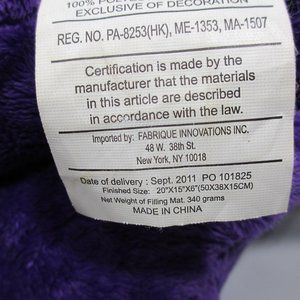 100% POLYESTER
EXCLUSIVE OF DECORATION
REG. NO. PA-8253(HK), ME-1353, MA-1507
Certification is made by the
manufacturer that the materials
in this article are described
in accordance with the law.
Imported by: FABRIQUE INNOVATIONS INC.
48 W. 38th St.
New York, NY 10018
Date of delivery : Sept. 2011 PO 101825
Finished Size: 20"X15"X6"(50X38X15CM)
Net Weight of Filling Mat. 340 grams
MADE IN CHINA